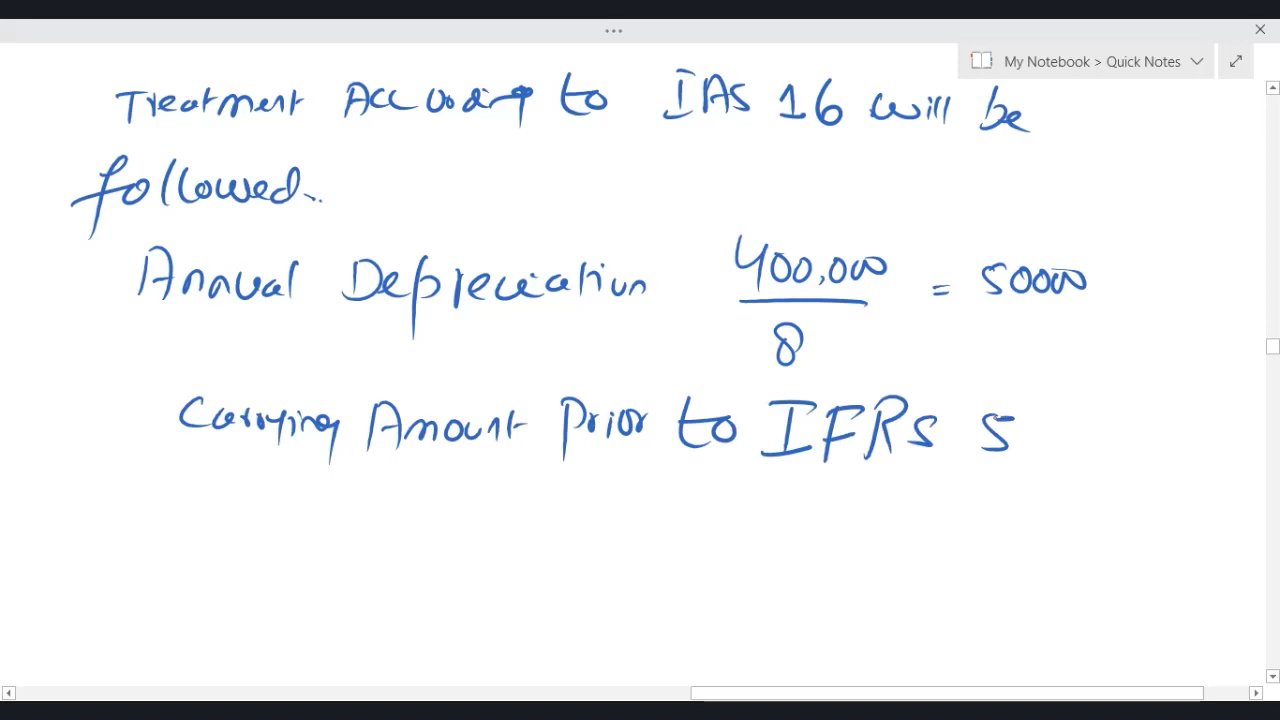 My Notebook > Quick Notes
Treatment According to IAS 16 will be
followed.
Annual Depreciation 400,000 / 8 = 50000
Carrying Amount Prior to IFRS 5